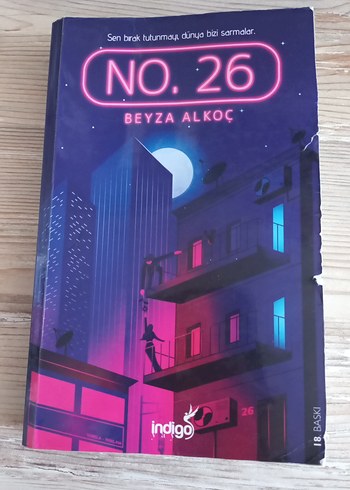 Sen bırak tutunmayı, dünya bizi sarmalar.
NO. 26
BEYZA ALKOÇ
26
indigo
18. BASKI